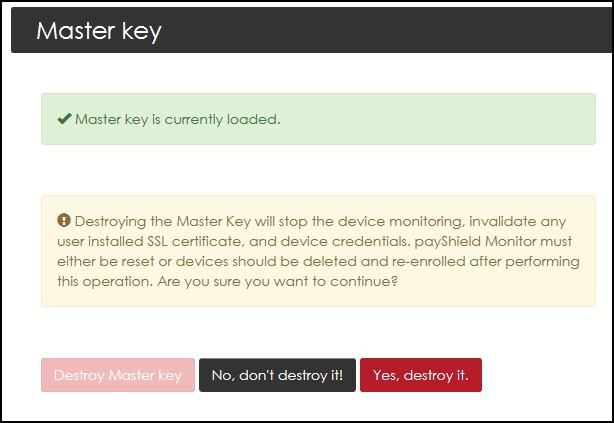 Master key
Master key is currently loaded.
Destroying the Master Key will stop the device monitoring, invalidate any
user installed SSL certificate, and device credentials. payShield Monitor must
either be reset or devices should be deleted and re-enrolled after performing
this operation. Are you sure you want to continue?
Destroy Master key No, don't destroy it! Yes, destroy it.